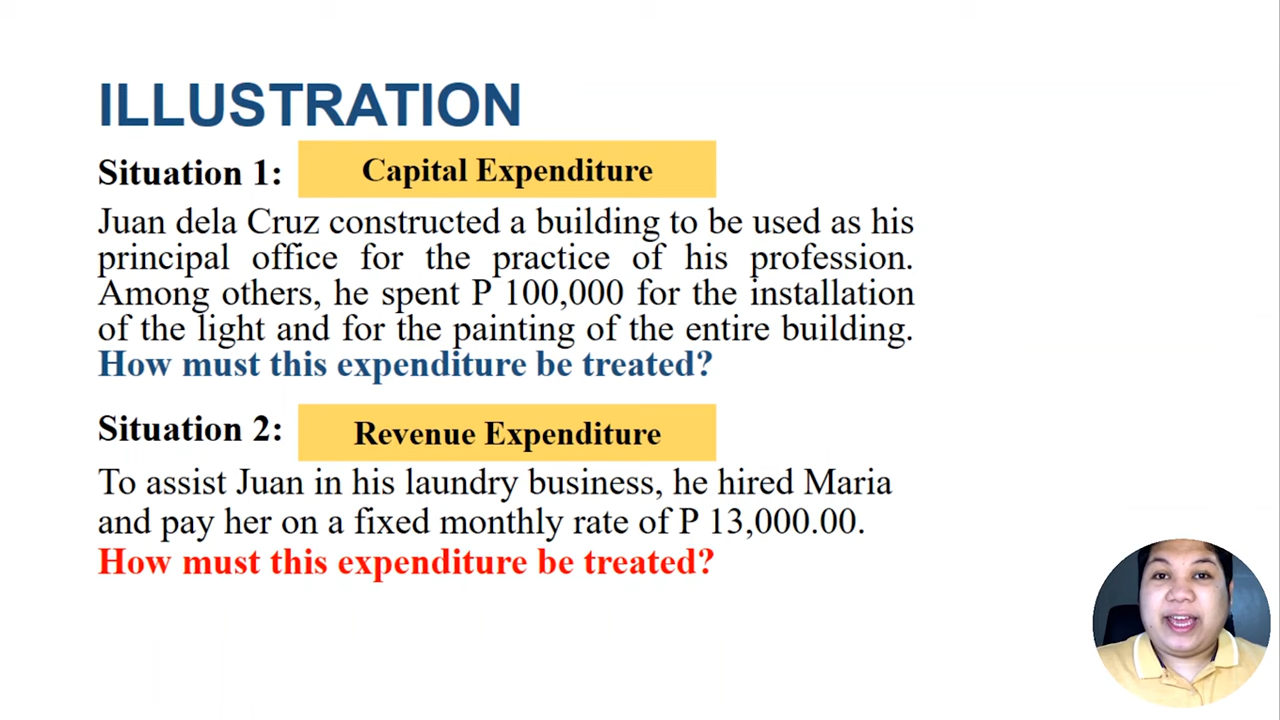 ILLUSTRATION
Situation 1: Capital Expenditure
Juan dela Cruz constructed a building to be used as his
principal office for the practice of his profession.
Among others, he spent P 100,000 for the installation
of the light and for the painting of the entire building.
How must this expenditure be treated?
Situation 2: Revenue Expenditure
To assist Juan in his laundry business, he hired Maria
and pay her on a fixed monthly rate of P 13,000.00.
How must this expenditure be treated?